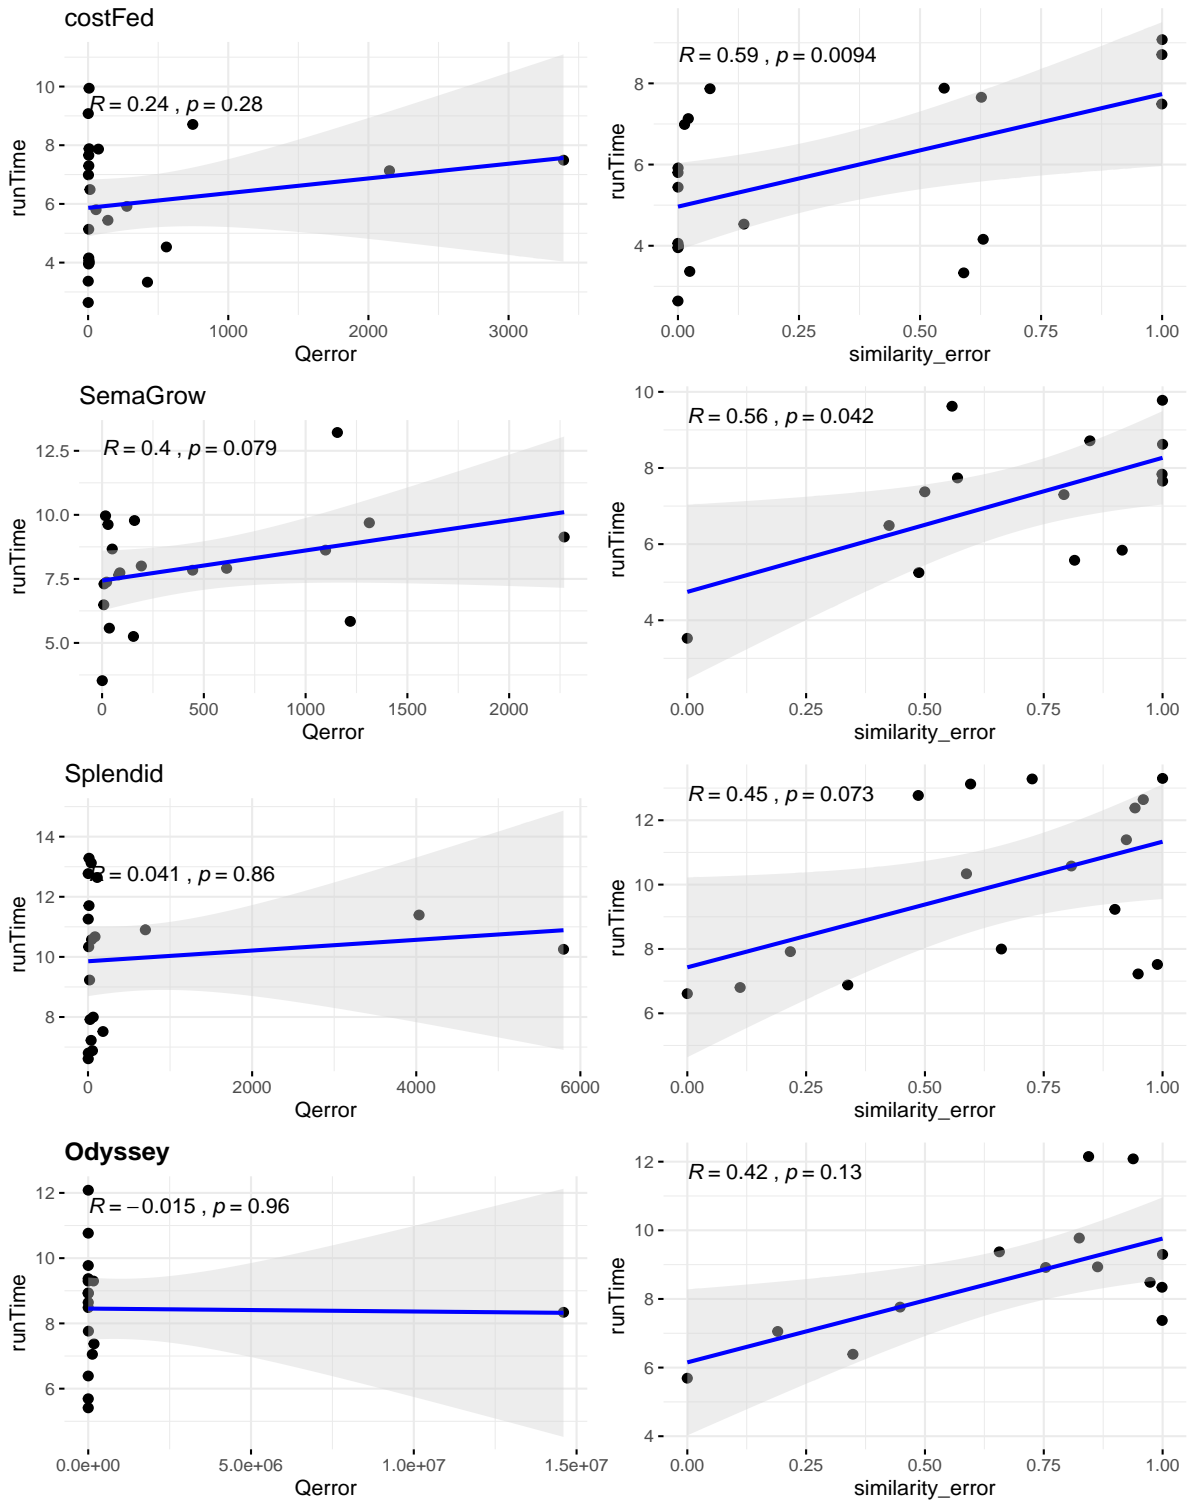 costFed
R = 0.24 , p = 0.28
10
8
6
4
runTime
0
1000
2000
3000
Qerror
R = 0.59 , p = 0.0094
8
6
4
runTime
0.00
0.25
0.50
0.75
1.00
similarity_error
SemaGrow
R = 0.4 , p = 0.079
12.5
10.0
7.5
5.0
runTime
0
500
1000
1500
2000
Qerror
R = 0.56 , p = 0.042
10
8
6
4
runTime
0.00
0.25
0.50
0.75
1.00
similarity_error
Splendid
R = 0.041 , p = 0.86
14
12
10
8
runTime
0
2000
4000
6000
Qerror
R = 0.45 , p = 0.073
12
10
8
6
runTime
0.00
0.25
0.50
0.75
1.00
similarity_error
Odyssey
R = −0.015 , p = 0.96
12
10
8
6
runTime
0.0e+00
5.0e+06
1.0e+07
1.5e+07
Qerror
R = 0.42 , p = 0.13
12
10
8
6
4
runTime
0.00
0.25
0.50
0.75
1.00
similarity_error